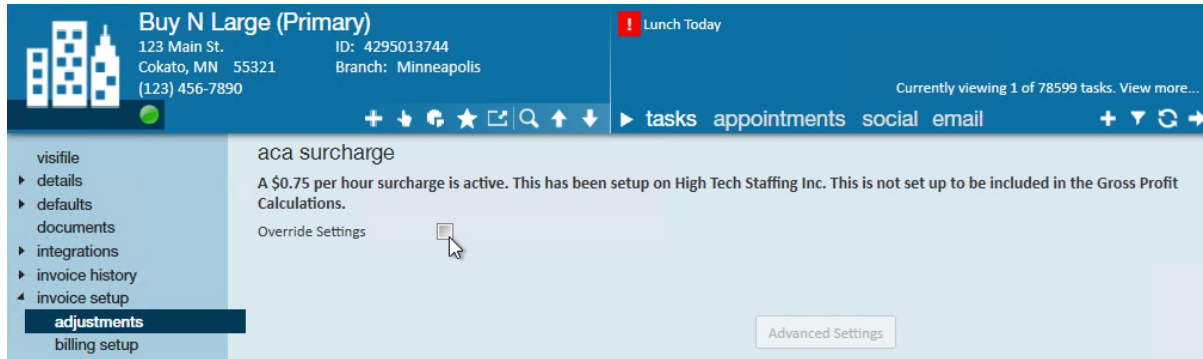 Buy N Large (Primary)
123 Main St. ID: 4295013744
Cokato, MN 55321 Branch: Minneapolis
(123) 456-7890
! Lunch Today
Currently viewing 1 of 78599 tasks. View more...
tasks appointments social email
visifile
details
defaults
documents
integrations
invoice history
invoice setup
adjustments
billing setup
aca surcharge
A $0.75 per hour surcharge is active. This has been setup on High Tech Staffing Inc. This is not set up to be included in the Gross Profit
Calculations.
Override Settings
Advanced Settings